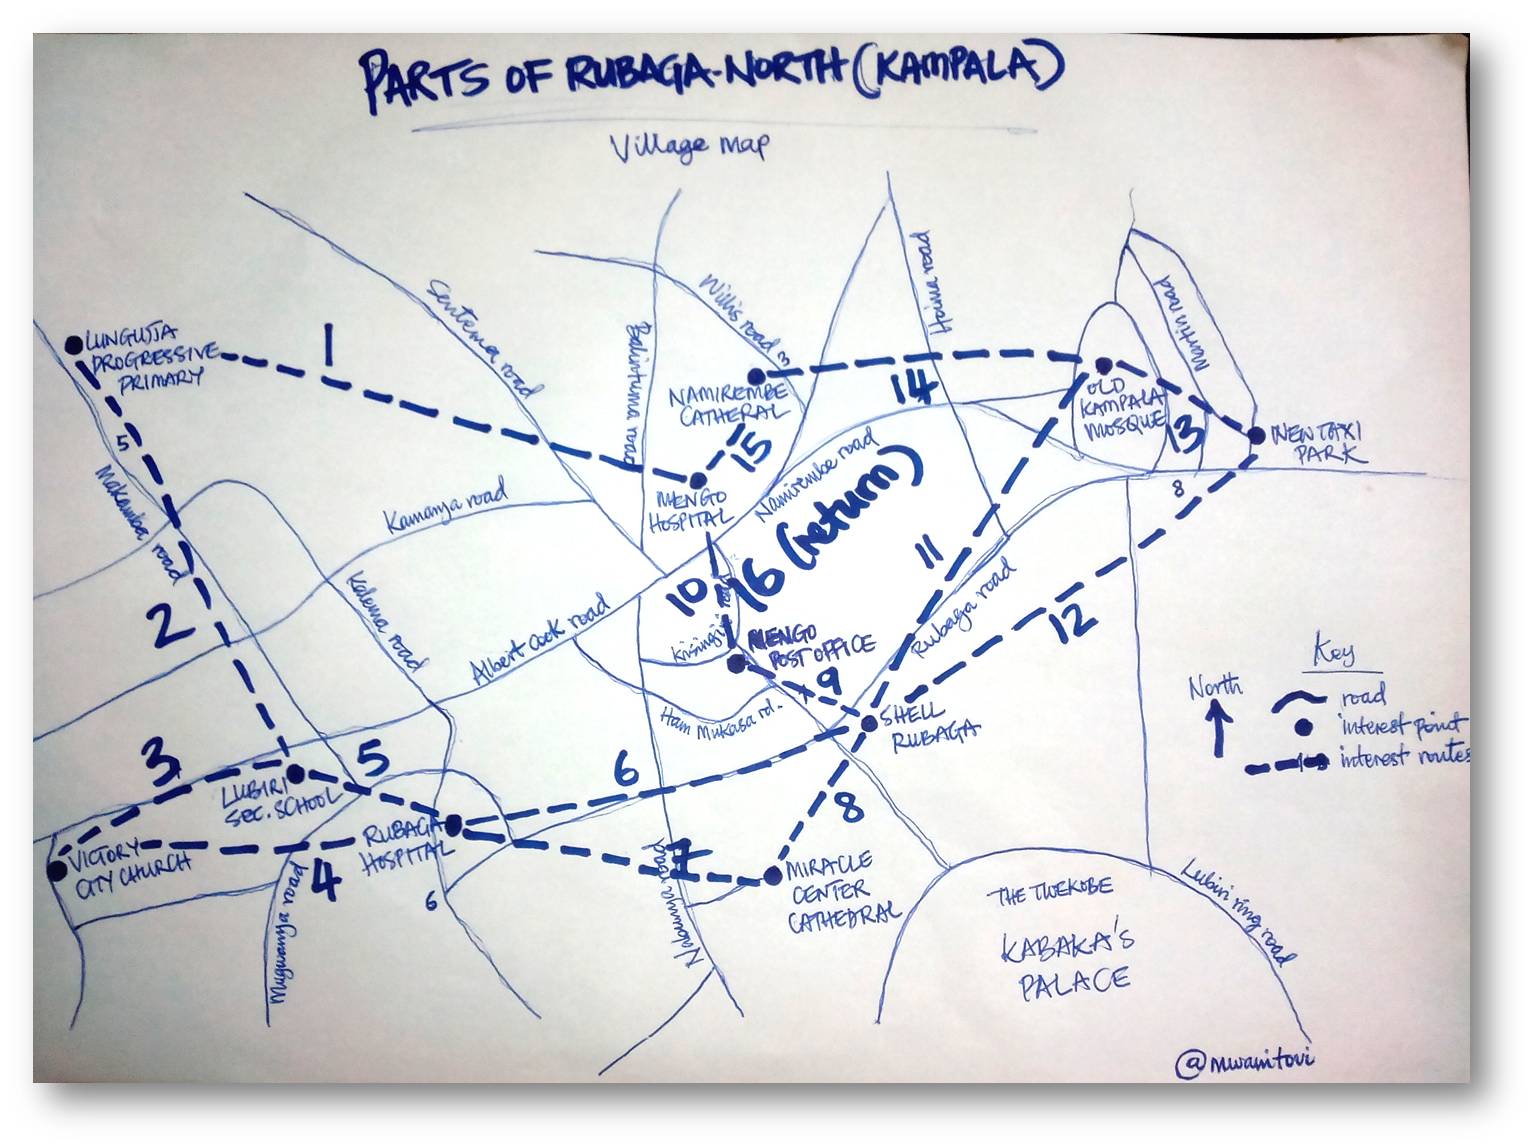 PARTS OF RUBAGA-NORTH (KAMPALA)
Village map
Sentema road
Balintuma road
Willis road
Hoima road
Martin road
LUNGUJJA
PROGRESSIVE
PRIMARY
1
NAMIREMBE
CATHERAL
14
OLD
KAMPALA
MOSQUE
13
NEW TAXI
PARK
5
15
MENGO
HOSPITAL
Namirembe road
16 (return)
8
Makamba road
Kamanya road
Kalema road
Albert Cook road
2
10
11
Rubaga road
12
MENGO
POST OFFICE
9
Ham Mukasa rd.
SHELL
RUBAGA
Key
North
road
interest point
interest routes
3
5
6
LUBIRI
SEC. SCHOOL
RUBAGA
HOSPITAL
VICTORY
CITY CHURCH
4
6
7
8
MIRACLE
CENTER
CATHEDRAL
Mugwanya road
THE TWEKOBE
KABAKA'S
PALACE
Lubiri ring road
@mwanitovi